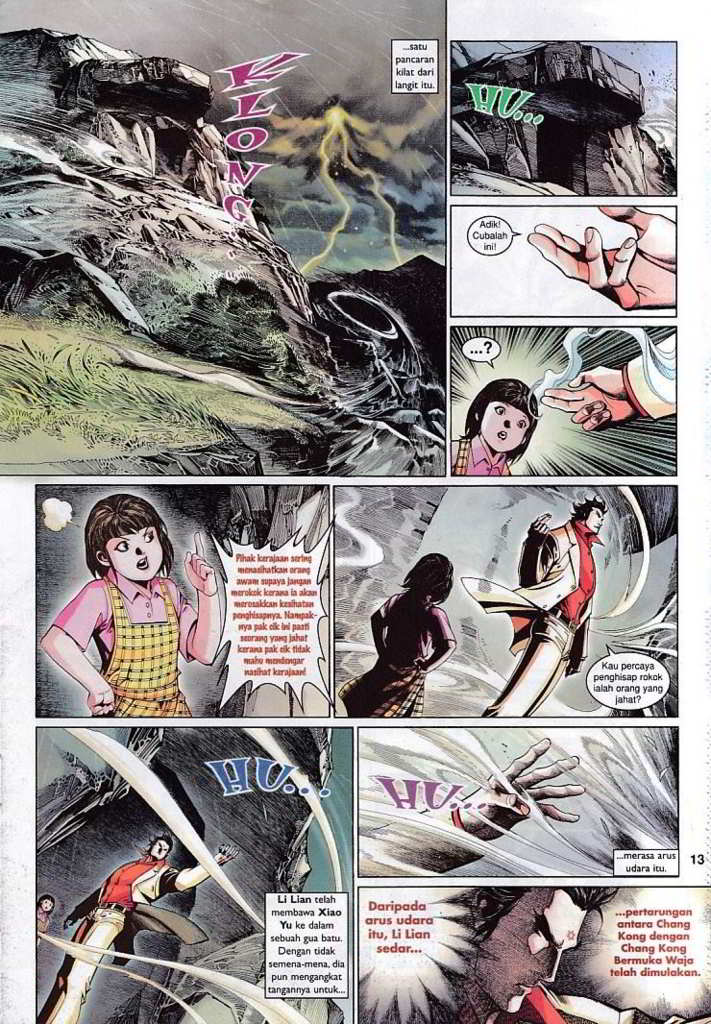 ...satu
pancaran
kilat dari
langit itu.
KLONG...
HU...
Adik!
Cubalah
ini!
...?
Pihak kerajaan sering
menasihatkan orang
awam supaya jangan
merokok kerana ia akan
merosakkan kesihatan
penghisapnya. Nampak-
nya pak cik ini pasti
seorang yang jahat
kerana pak cik tidak
mahu mendengar
nasihat kerajaan!
Kau percaya
penghisap rokok
ialah orang yang
jahat?
HU...
Li Lian telah
membawa Xiao
Yu ke dalam
sebuah gua batu.
Dengan tidak
semena-mena, dia
pun mengangkat
tangannya untuk...
HU...
...merasa arus
udara itu.
13
Daripada
arus udara
itu, Li Lian
sedar...
...pertarungan
antara Chang
Kong dengan
Chang Kong
Bermuka Waja
telah dimulakan.